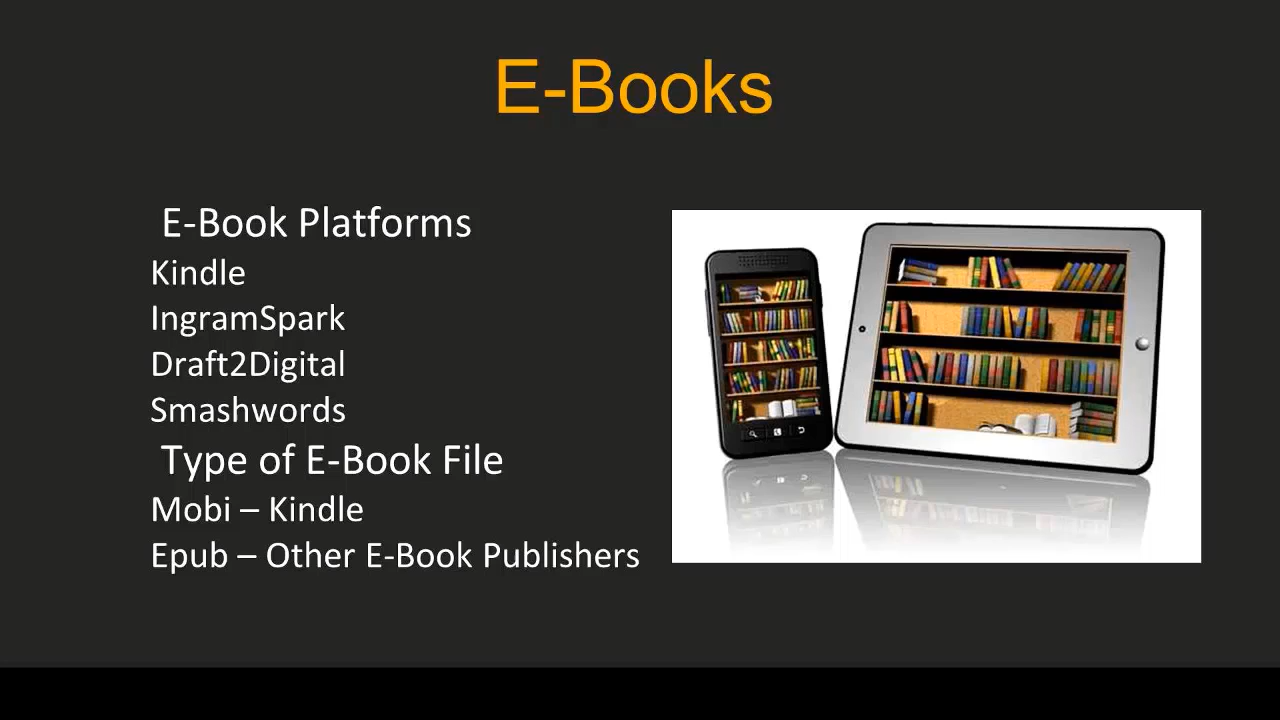 E-Books
E-Book Platforms
Kindle
IngramSpark
Draft2Digital
Smashwords
Type of E-Book File
Mobi – Kindle
Epub – Other E-Book Publishers